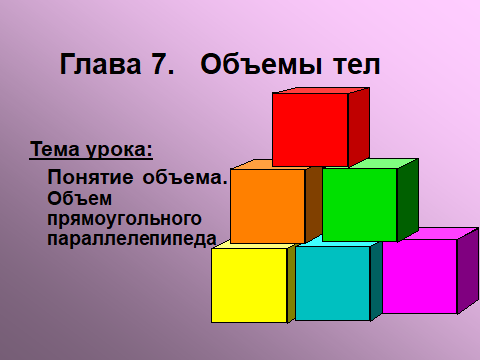 Глава 7. Объемы тел
Тема урока:
Понятие объема.
Объем
прямоугольного
параллелепипеда